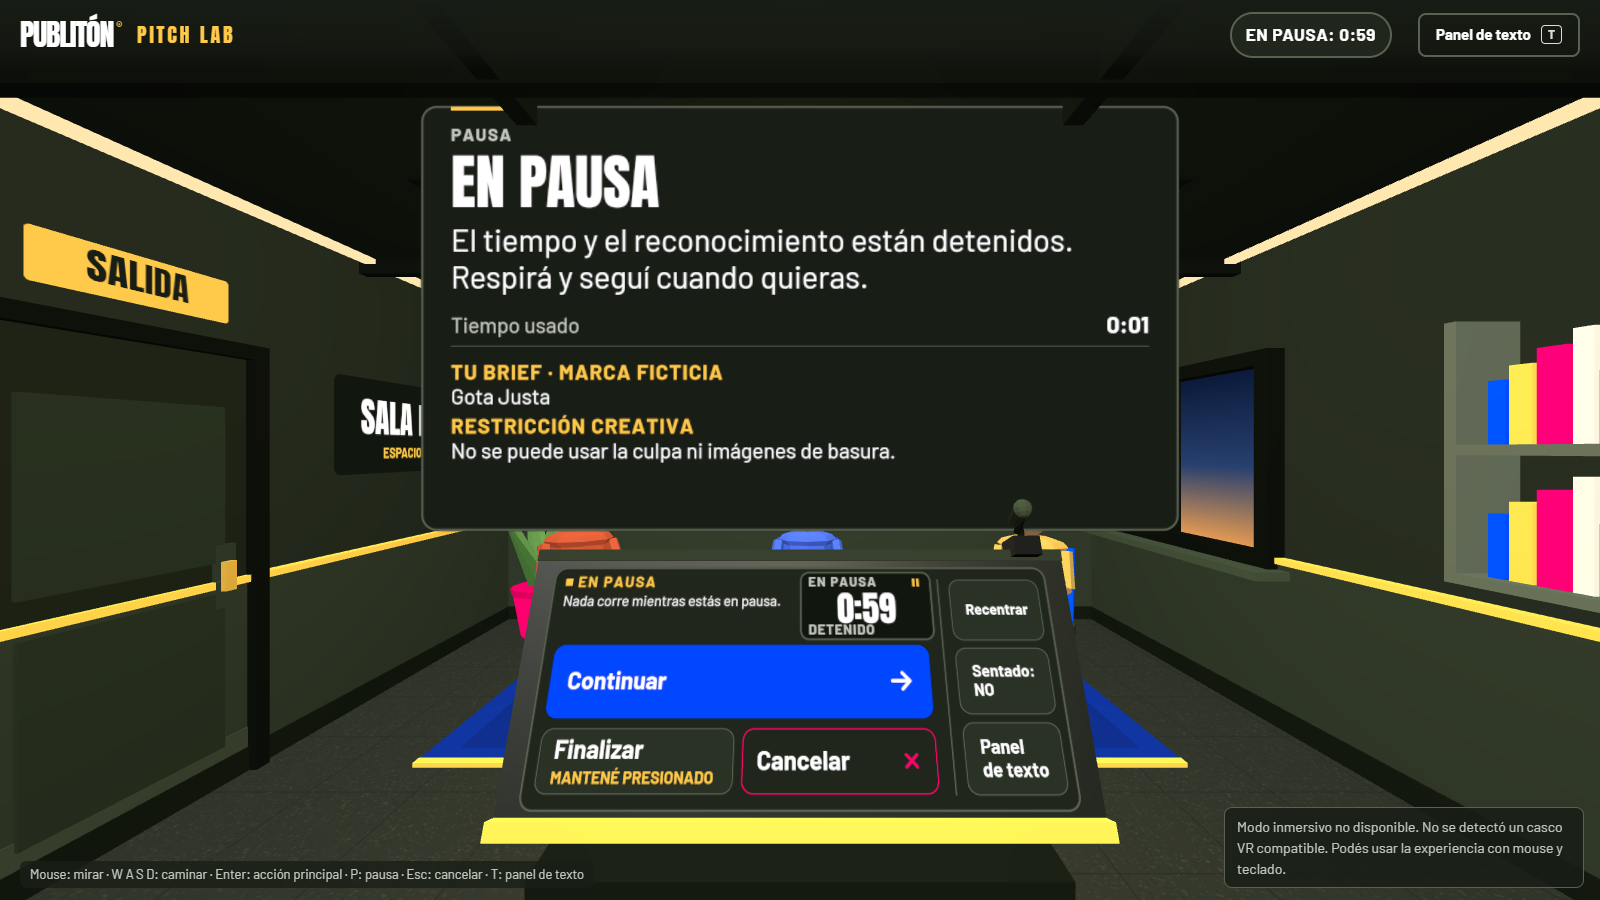 PUBLITÓN PITCH LAB
EN PAUSA: 0:59
Panel de texto T
SALIDA
SALA
ESPACIO
PAUSA
EN PAUSA
El tiempo y el reconocimiento están detenidos.
Respirá y seguí cuando quieras.
Tiempo usado 0:01
TU BRIEF · MARCA FICTICIA
Gota Justa
RESTRICCIÓN CREATIVA
No se puede usar la culpa ni imágenes de basura.
EN PAUSA
Nada corre mientras estás en pausa.
EN PAUSA
0:59
DETENIDO
Recentrar
Continuar
Sentado:
NO
Finalizar
MANTENÉ PRESIONADO
Cancelar
Panel
de texto
Modo inmersivo no disponible. No se detectó un casco
VR compatible. Podés usar la experiencia con mouse y
teclado.
Mouse: mirar · W A S D: caminar · Enter: acción principal · P: pausa · Esc: cancelar · T: panel de texto